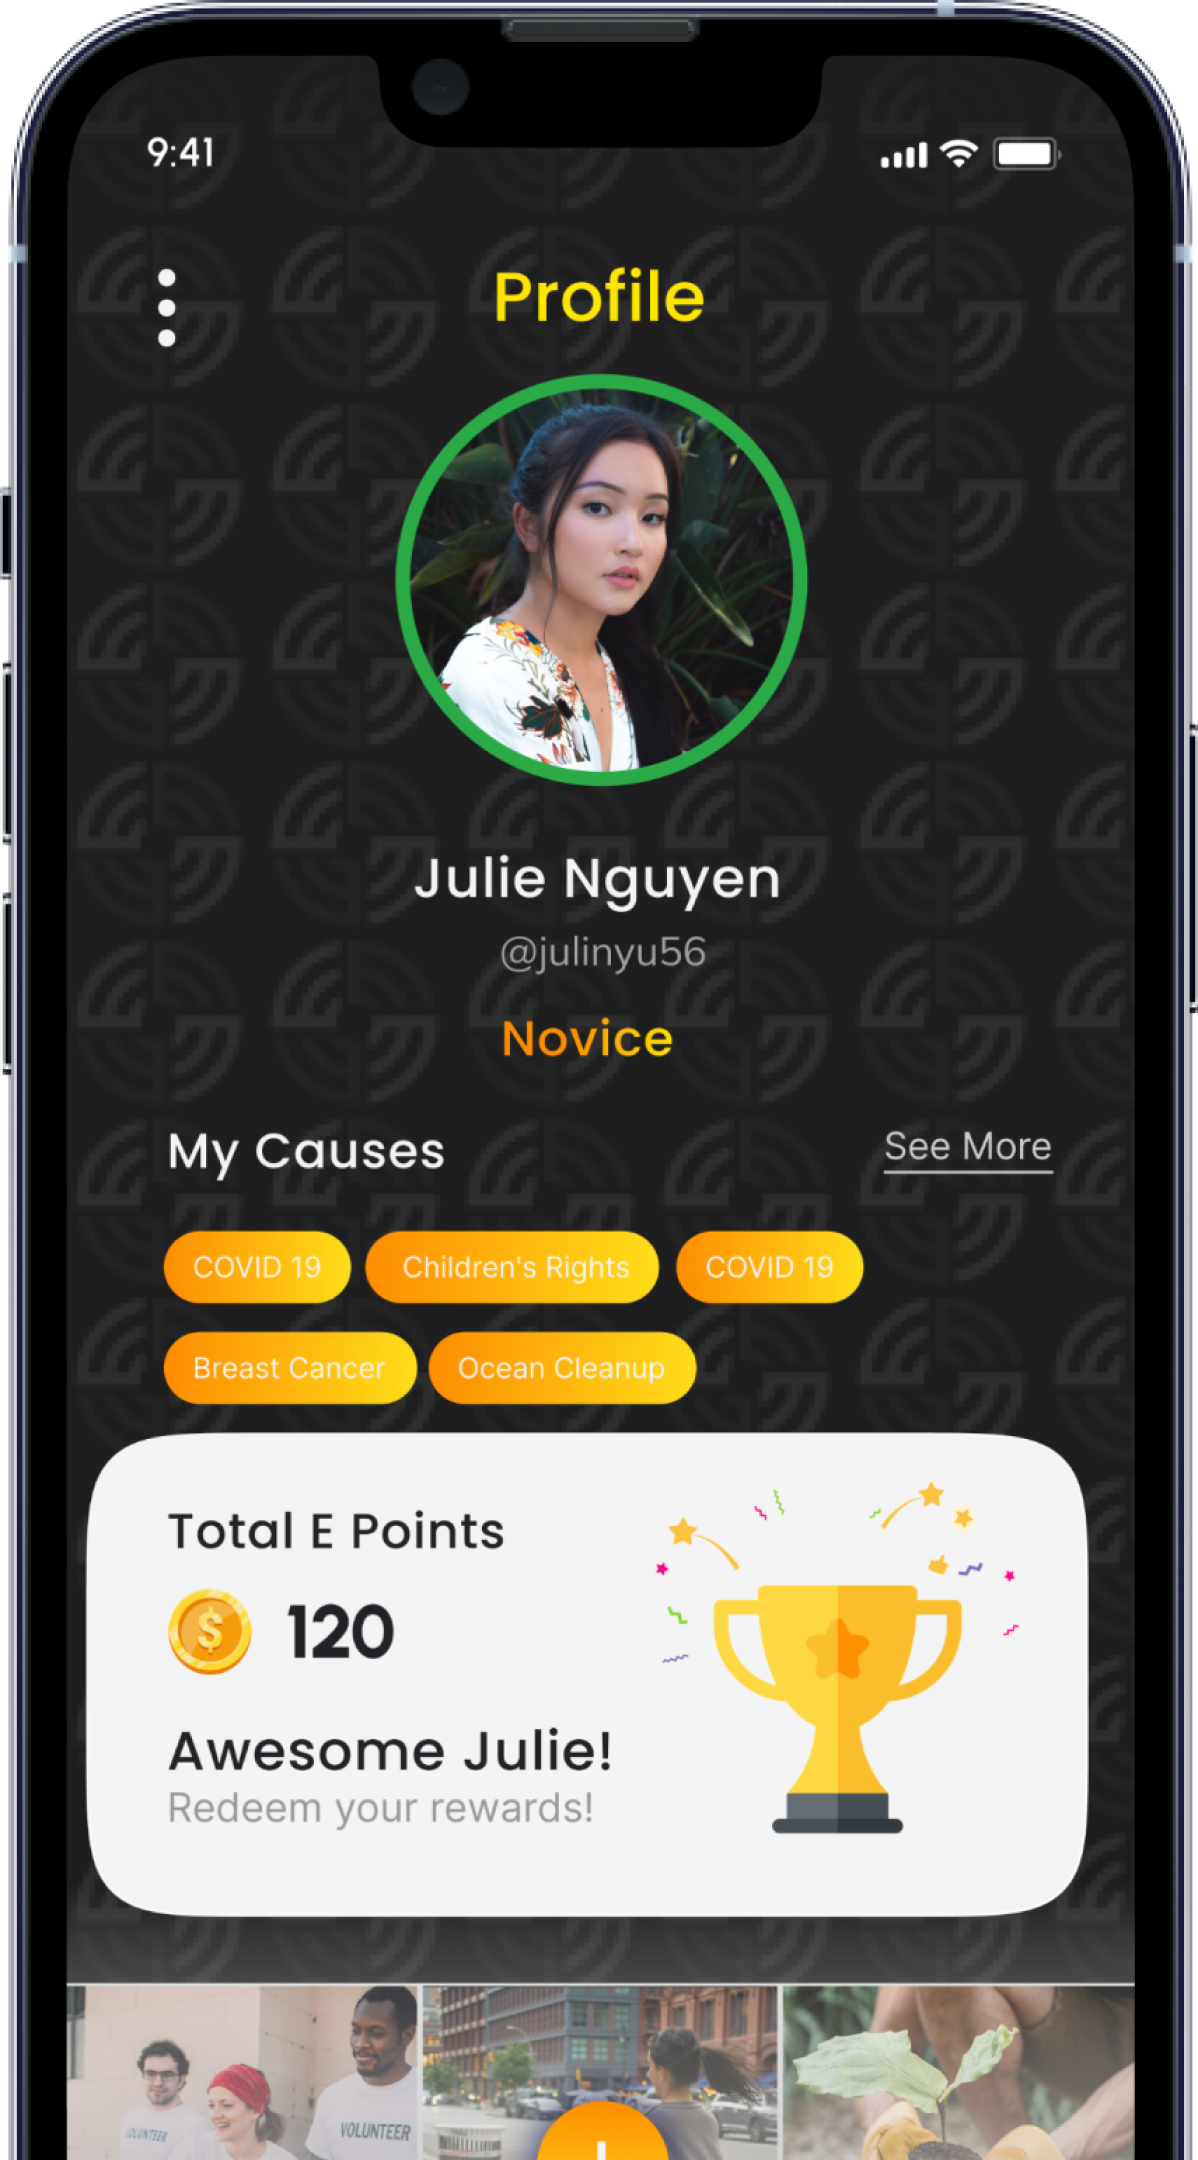 9:41
Profile
Julie Nguyen
@julinyu56
Novice
My Causes
See More
COVID 19
Children's Rights
COVID 19
Breast Cancer
Ocean Cleanup
Total E Points
$
120
Awesome Julie!
Redeem your rewards!
VOLUNTEER
VOLUNTEER